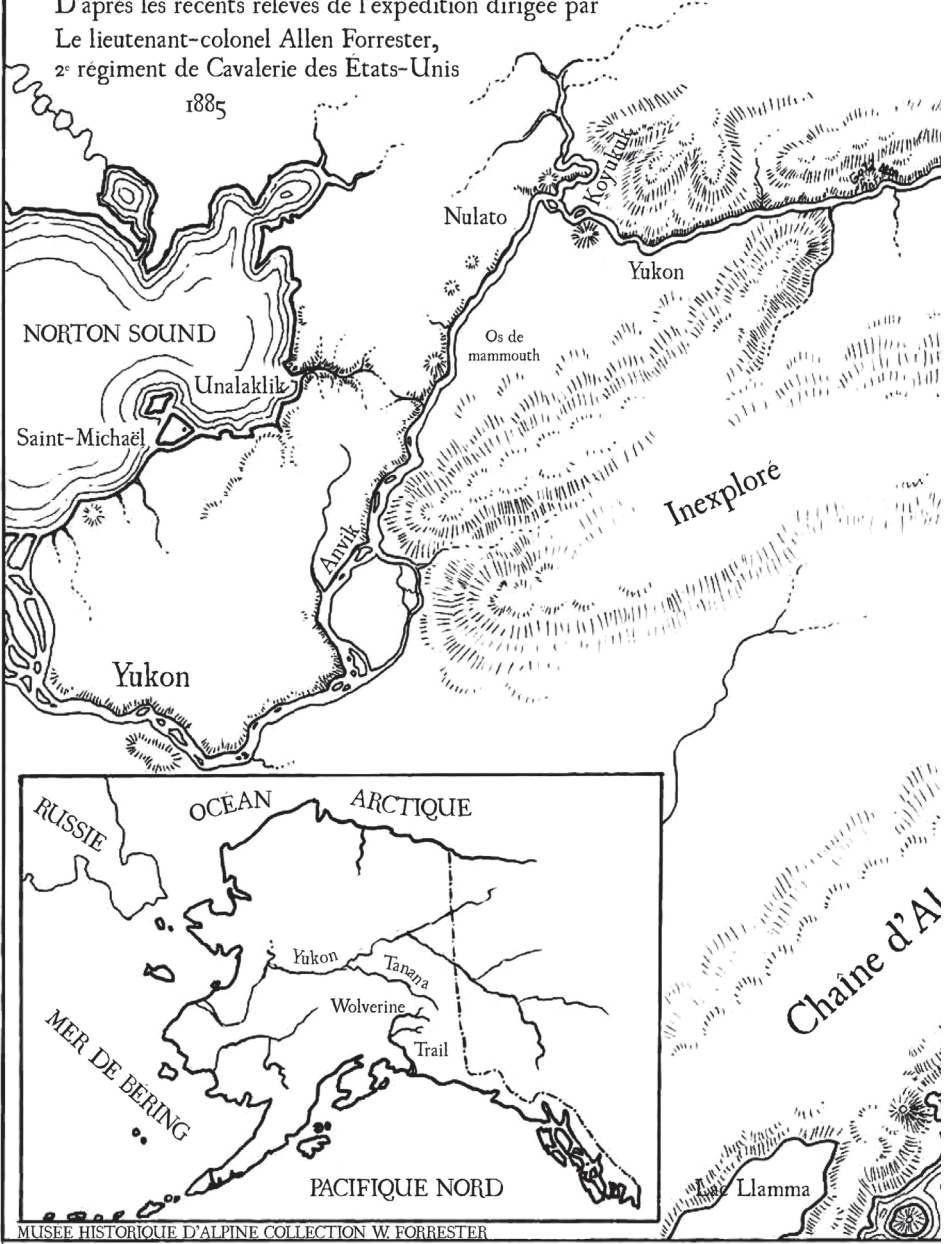 D'après les récents relevés de l'expédition dirigée par
Le lieutenant-colonel Allen Forrester,
2e régiment de Cavalerie des États-Unis
1885
Koyukuk
Nulato
Yukon
NORTON SOUND
Os de
mammouth
Unalaklik
Saint-Michaël
Inexploré
Anvik
Yukon
RUSSIE
OCÉAN ARCTIQUE
Yukon
Tanana
Wolverine
Trail
MER DE BÉRING
PACIFIQUE NORD
Chaîne d'Al
Lac Llamma
MUSÉE HISTORIQUE D'ALPINE COLLECTION W. FORRESTER